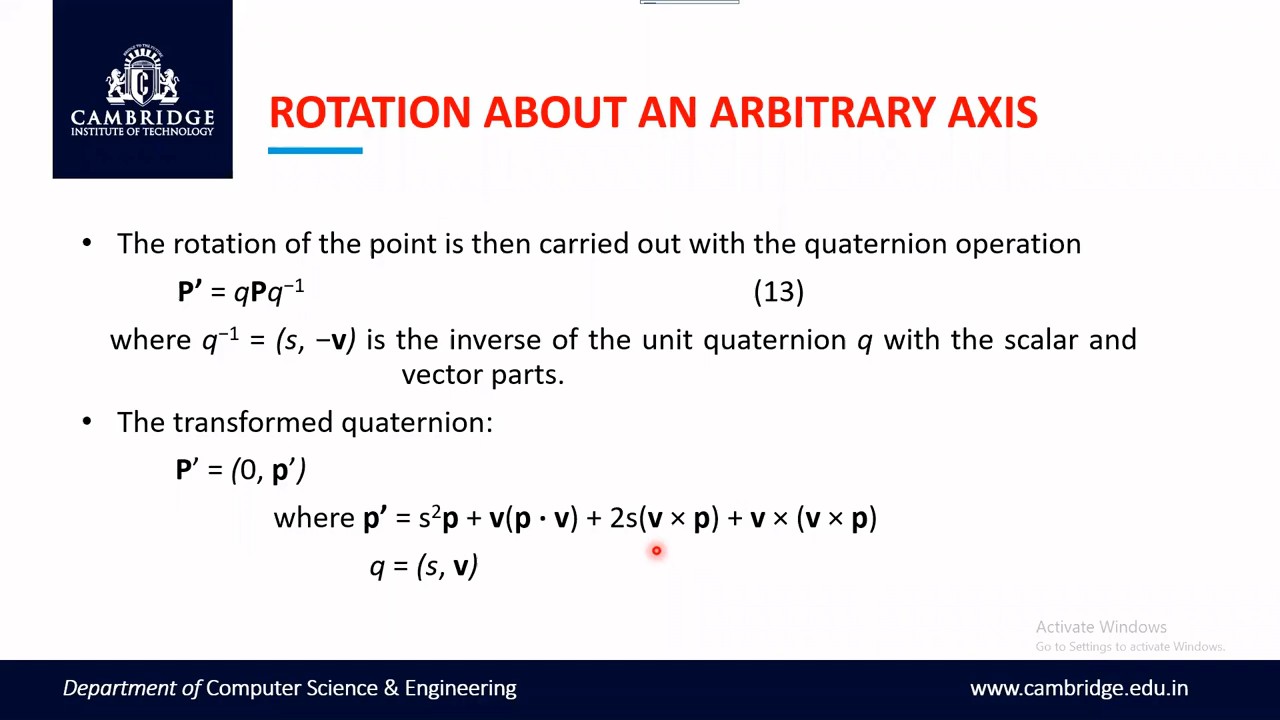 CAMBRIDGE
INSTITUTE OF TECHNOLOGY
ROTATION ABOUT AN ARBITRARY AXIS
• The rotation of the point is then carried out with the quaternion operation
P’ = qPq⁻¹ (13)
where q⁻¹ = (s, −v) is the inverse of the unit quaternion q with the scalar and
vector parts.
• The transformed quaternion:
P’ = (0, p’)
where p’ = s²p + v(p · v) + 2s(v × p) + v × (v × p)
q = (s, v)
Activate Windows
Go to Settings to activate Windows.
Department of Computer Science & Engineering
www.cambridge.edu.in